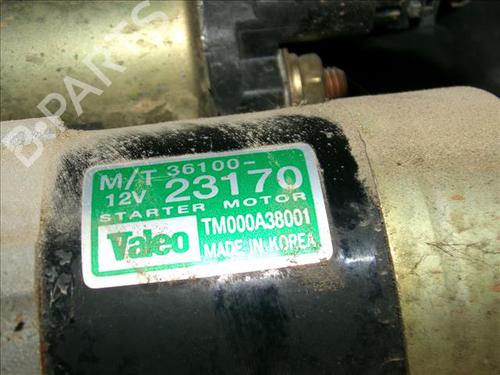 B-PARTS
M/T 36100-
12V 23170
STARTER MOTOR
Valeo TM000A38001
MADE IN KOREA